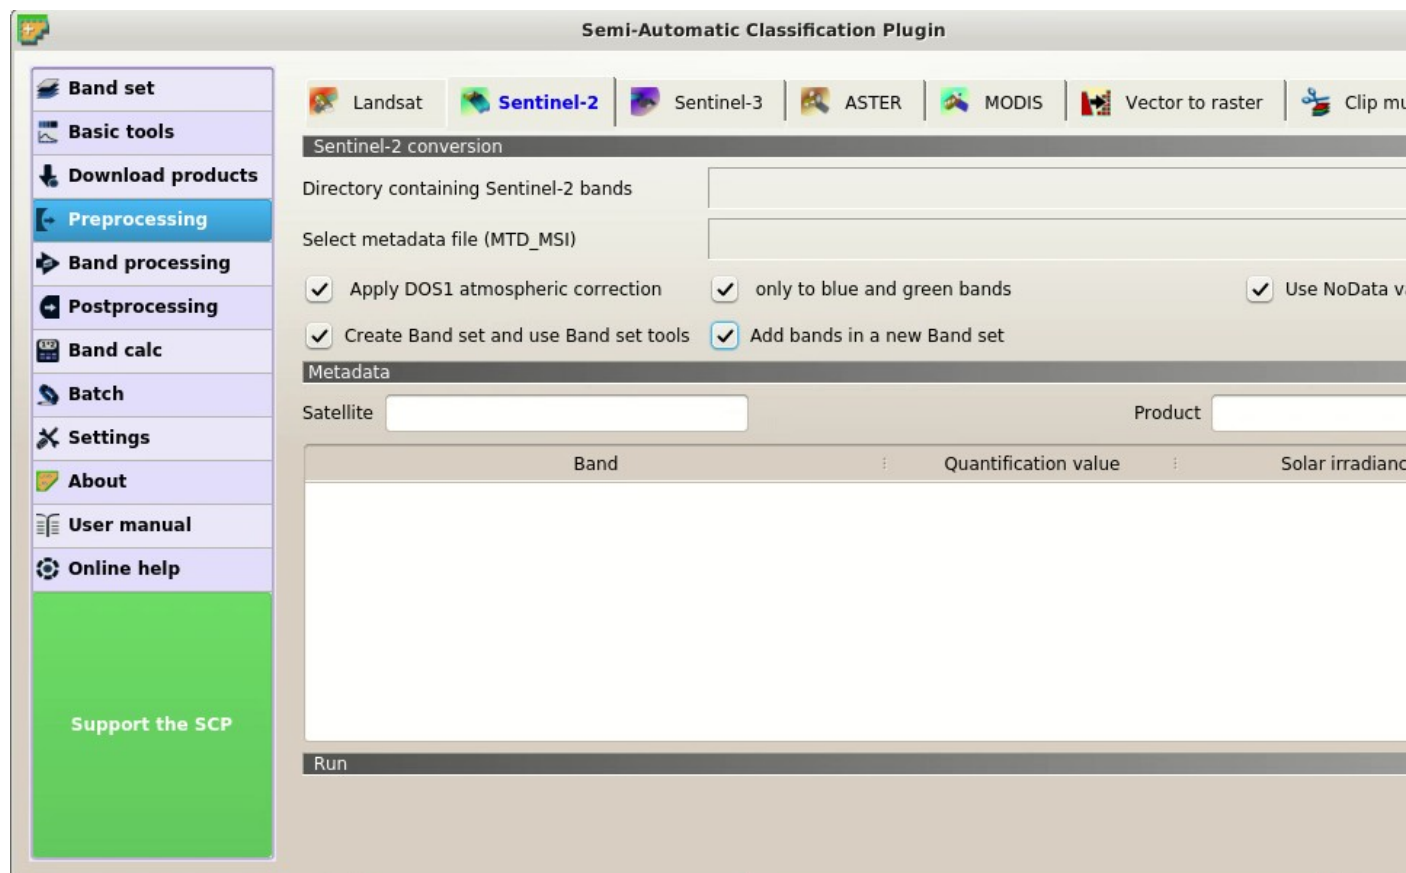 Semi-Automatic Classification Plugin
Band set
Basic tools
Download products
Preprocessing
Band processing
Postprocessing
Band calc
Batch
Settings
About
User manual
Online help
Support the SCP
Landsat Sentinel-2 Sentinel-3 ASTER MODIS Vector to raster Clip mu
Sentinel-2 conversion
Directory containing Sentinel-2 bands
Select metadata file (MTD_MSI)
Apply DOS1 atmospheric correction only to blue and green bands Use NoData va
Create Band set and use Band set tools Add bands in a new Band set
Metadata
Satellite Product
Band Quantification value Solar irradianc
Run